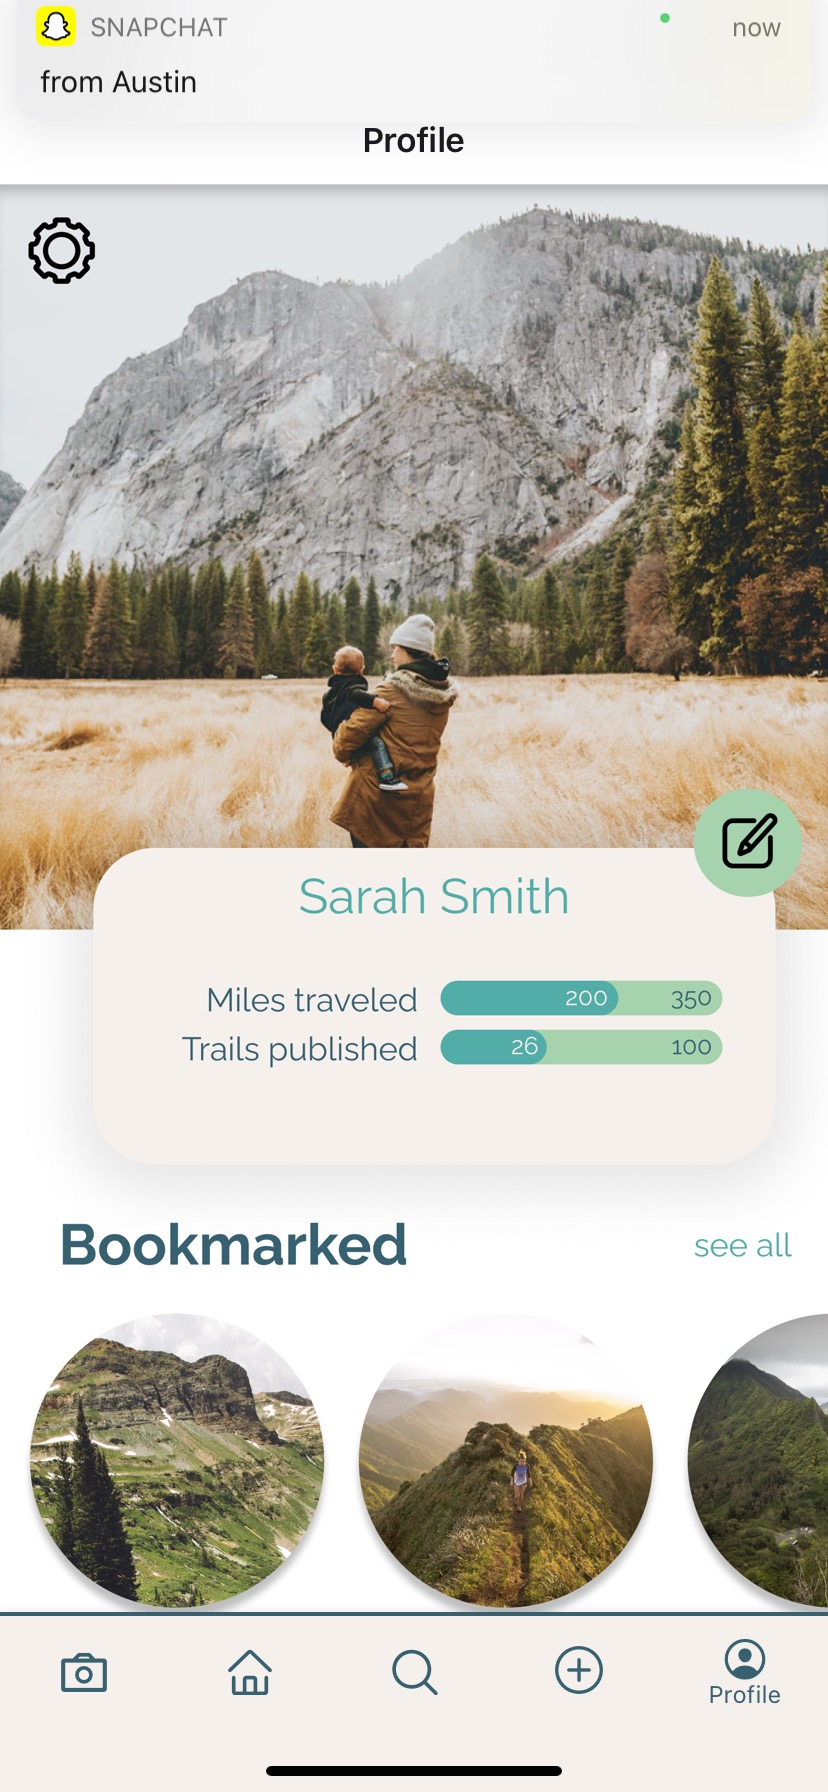 SNAPCHAT now
from Austin
Profile
Sarah Smith
Miles traveled 200 350
Trails published 26 100
Bookmarked see all
Profile